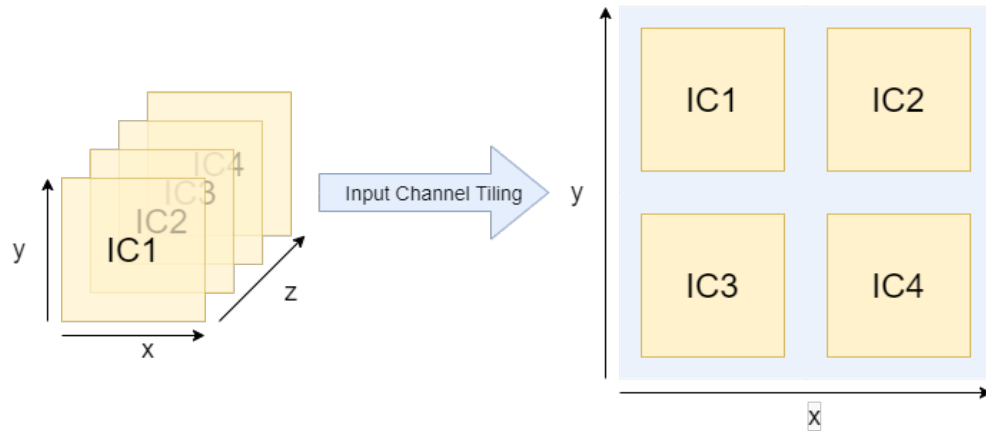 IC1
IC2
IC3
IC4
y
x
z
Input Channel Tiling
y
x
IC1 IC2
IC3 IC4